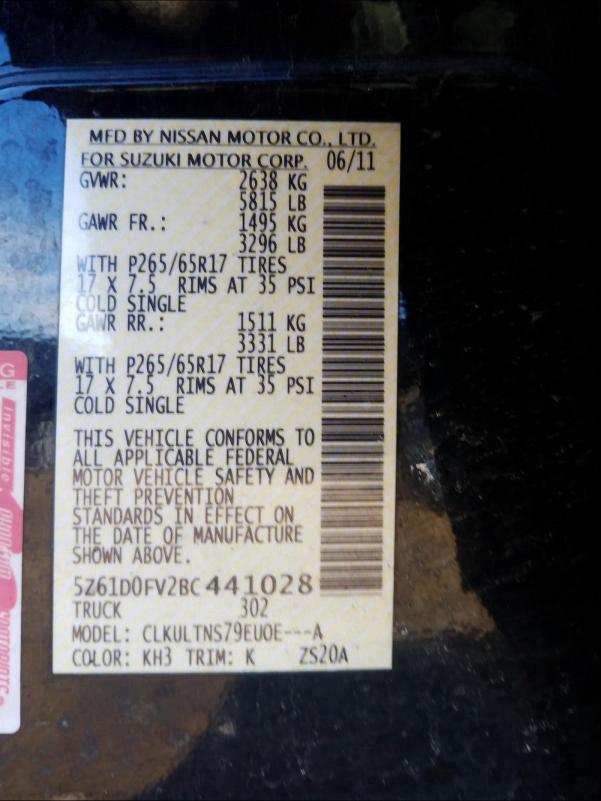 MFD BY NISSAN MOTOR CO., LTD.
FOR SUZUKI MOTOR CORP. 06/11
GVWR: 2638 KG
5815 LB
GAWR FR.: 1495 KG
3296 LB
WITH P265/65R17 TIRES
17 X 7.5 RIMS AT 35 PSI
COLD SINGLE
GAWR RR.: 1511 KG
3331 LB
WITH P265/65R17 TIRES
17 X 7.5 RIMS AT 35 PSI
COLD SINGLE
THIS VEHICLE CONFORMS TO
ALL APPLICABLE FEDERAL
MOTOR VEHICLE SAFETY AND
THEFT PREVENTION
STANDARDS IN EFFECT ON
THE DATE OF MANUFACTURE
SHOWN ABOVE.
5Z61D0FV2BC 441028
TRUCK 302
MODEL: CLKULTNS79EUOE---A
COLOR: KH3 TRIM: K ZS20A
Invisible